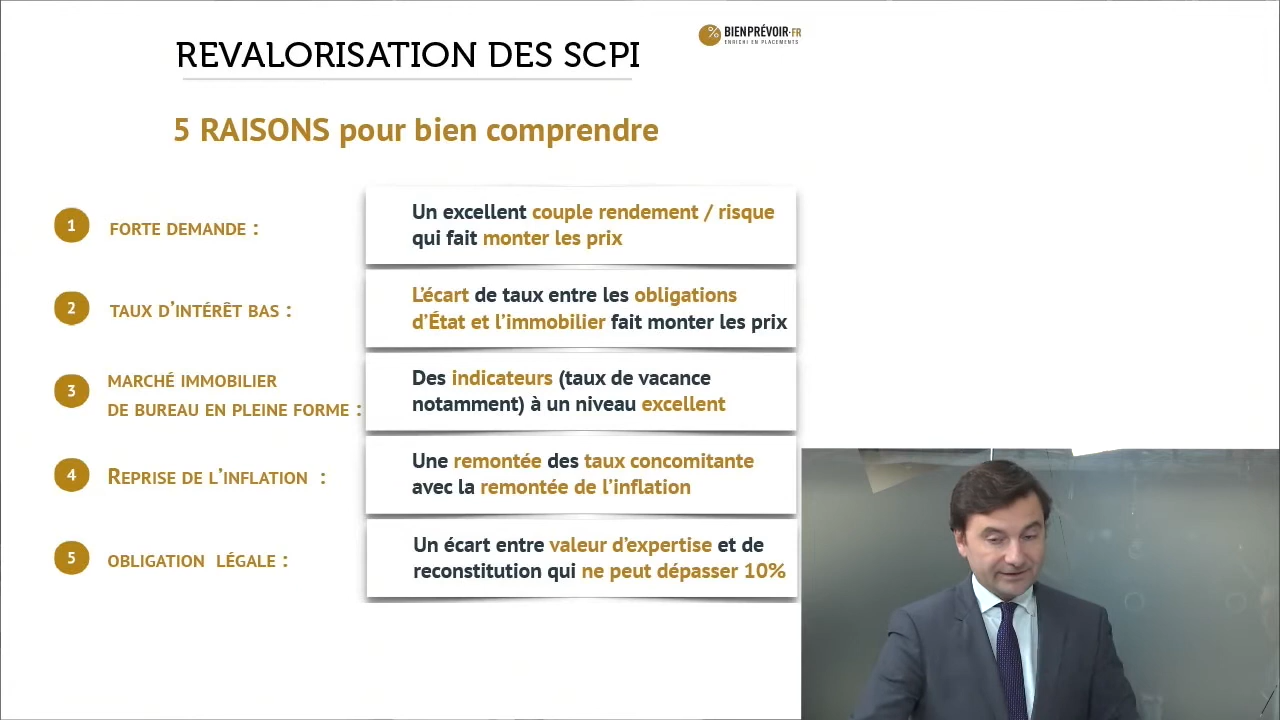 REVALORISATION DES SCPI
% BIENPRÉVOIR·FR
ENRICHI EN PLACEMENTS
5 RAISONS pour bien comprendre
1 FORTE DEMANDE :
Un excellent couple rendement / risque
qui fait monter les prix
2 TAUX D'INTÉRÊT BAS :
L'écart de taux entre les obligations
d'État et l'immobilier fait monter les prix
3 MARCHÉ IMMOBILIER
DE BUREAU EN PLEINE FORME :
Des indicateurs (taux de vacance
notamment) à un niveau excellent
4 REPRISE DE L'INFLATION :
Une remontée des taux concomitante
avec la remontée de l'inflation
5 OBLIGATION LÉGALE :
Un écart entre valeur d'expertise et de
reconstitution qui ne peut dépasser 10%